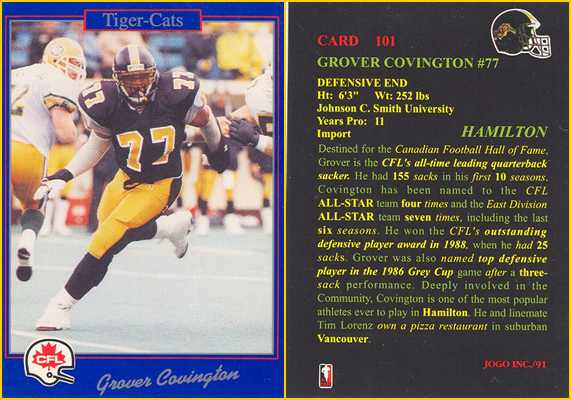 Tiger-Cats
77
77
CFL
Grover Covington
CARD 101
GROVER COVINGTON #77
DEFENSIVE END
Ht: 6'3" Wt: 252 lbs
Johnson C. Smith University
Years Pro: 11
Import
HAMILTON
Destined for the Canadian Football Hall of Fame,
Grover is the CFL's all-time leading quarterback
sacker. He had 155 sacks in his first 10 seasons.
Covington has been named to the CFL
ALL-STAR team four times and the East Division
ALL-STAR team seven times, including the last
six seasons. He won the CFL's outstanding
defensive player award in 1988, when he had 25
sacks. Grover was also named top defensive
player in the 1986 Grey Cup game after a three-
sack performance. Deeply involved in the
Community, Covington is one of the most popular
athletes ever to play in Hamilton. He and linemate
Tim Lorenz own a pizza restaurant in suburban
Vancouver.
JOGO INC./91